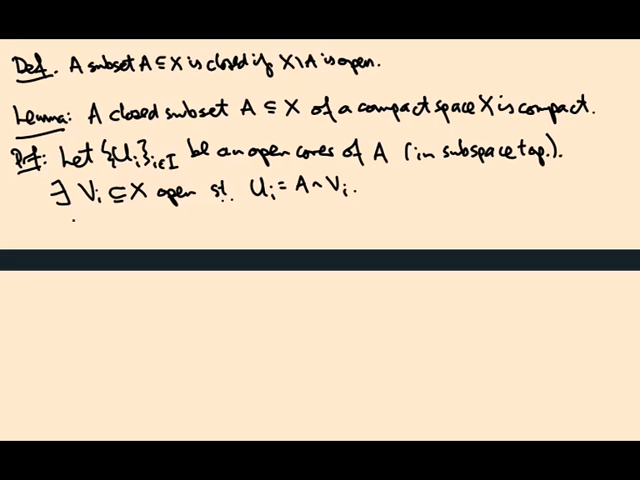 Def. A subset A ⊆ X is closed if X \ A is open.
Lemma: A closed subset A ⊆ X of a compact space X is compact.
Prf: Let {Ui}i∈I be an open cover of A (in subspace top.).
∃ Vi ⊆ X open st. Ui = A ∩ Vi.